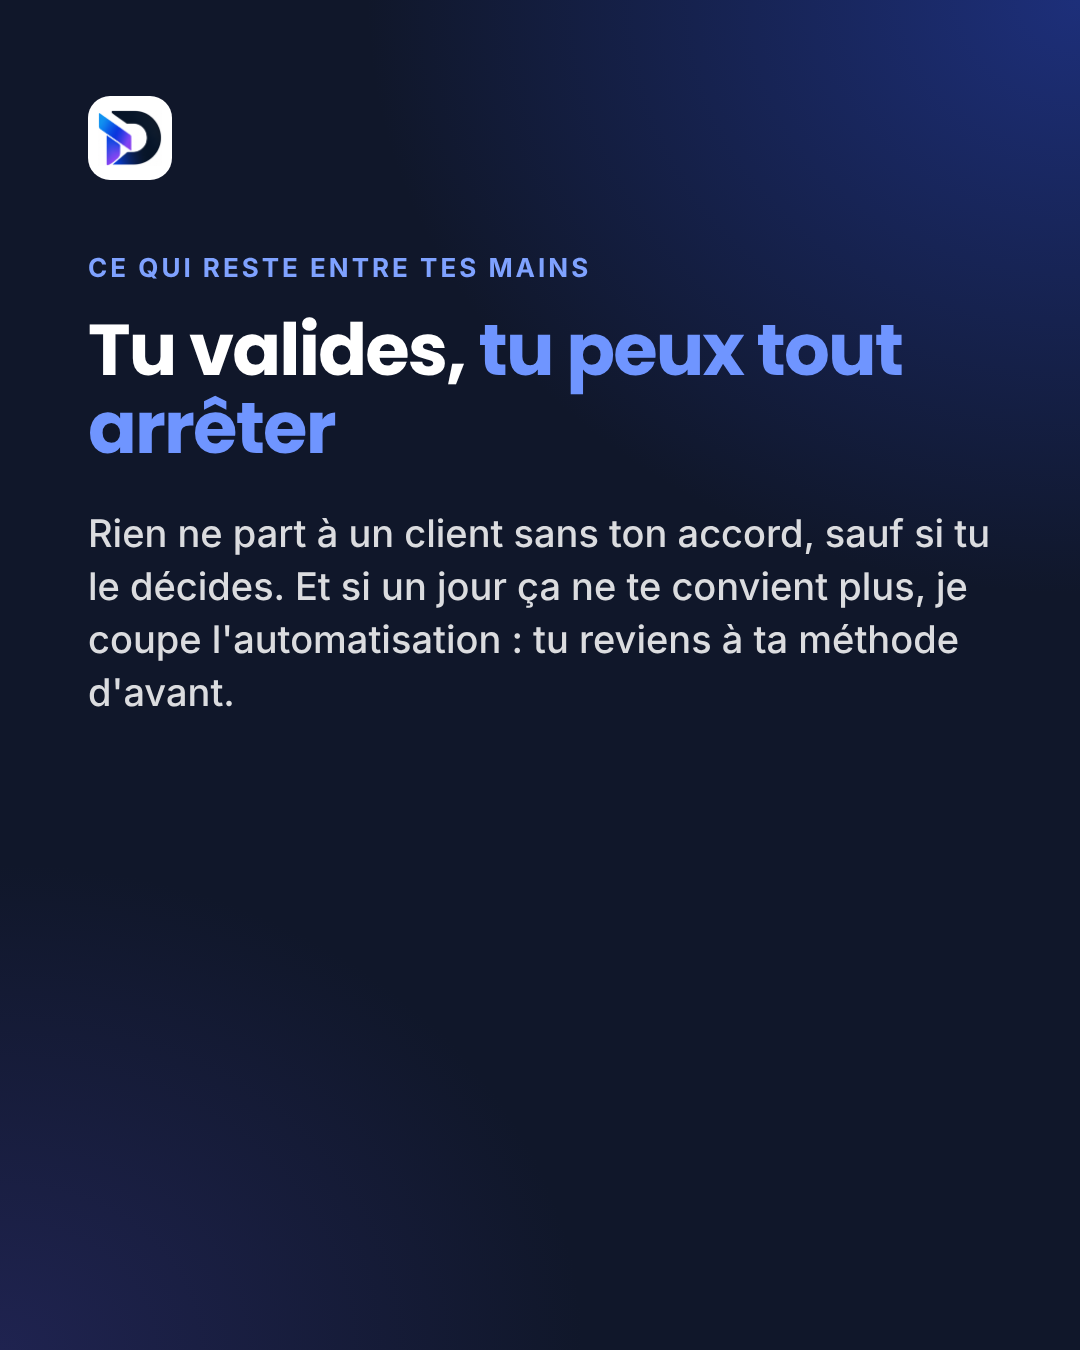 CE QUI RESTE ENTRE TES MAINS
Tu valides, tu peux tout
arrêter
Rien ne part à un client sans ton accord, sauf si tu
le décides. Et si un jour ça ne te convient plus, je
coupe l'automatisation : tu reviens à ta méthode
d'avant.